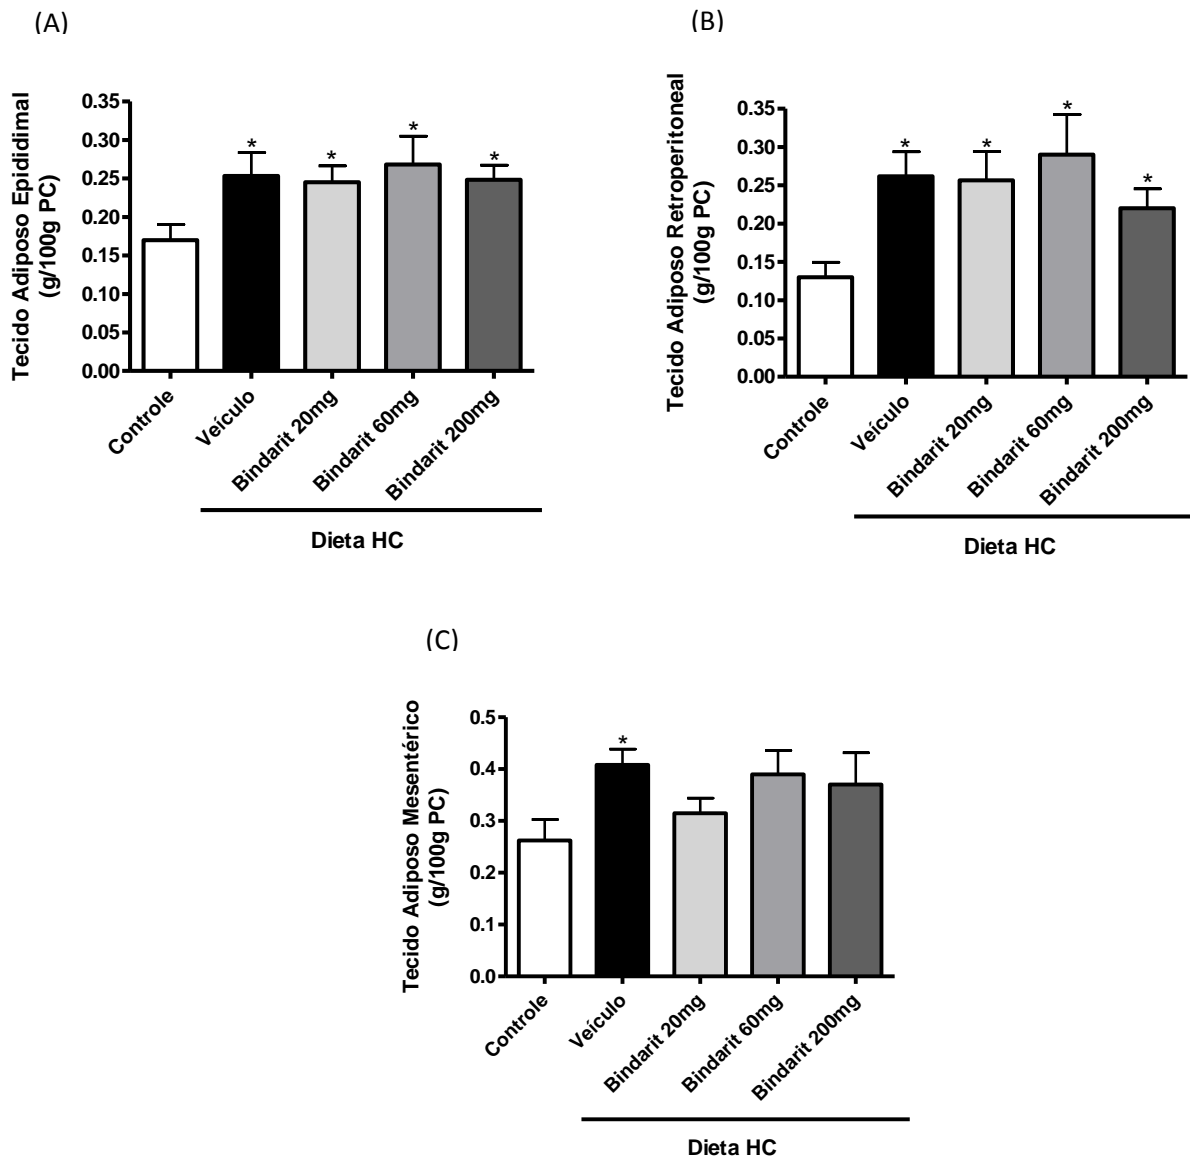 (A)
Tecido Adiposo Epididimal
(g/100g PC)
0.35
0.30
0.25
0.20
0.15
0.10
0.05
0.00
*
*
*
*
Controle
Veículo
Bindarit 20mg
Bindarit 60mg
Bindarit 200mg
Dieta HC
(B)
Tecido Adiposo Retroperitoneal
(g/100g PC)
0.35
0.30
0.25
0.20
0.15
0.10
0.05
0.00
*
*
*
*
Controle
Veículo
Bindarit 20mg
Bindarit 60mg
Bindarit 200mg
Dieta HC
(C)
Tecido Adiposo Mesentérico
(g/100g PC)
0.5
0.4
0.3
0.2
0.1
0.0
*
Controle
Veículo
Bindarit 20mg
Bindarit 60mg
Bindarit 200mg
Dieta HC